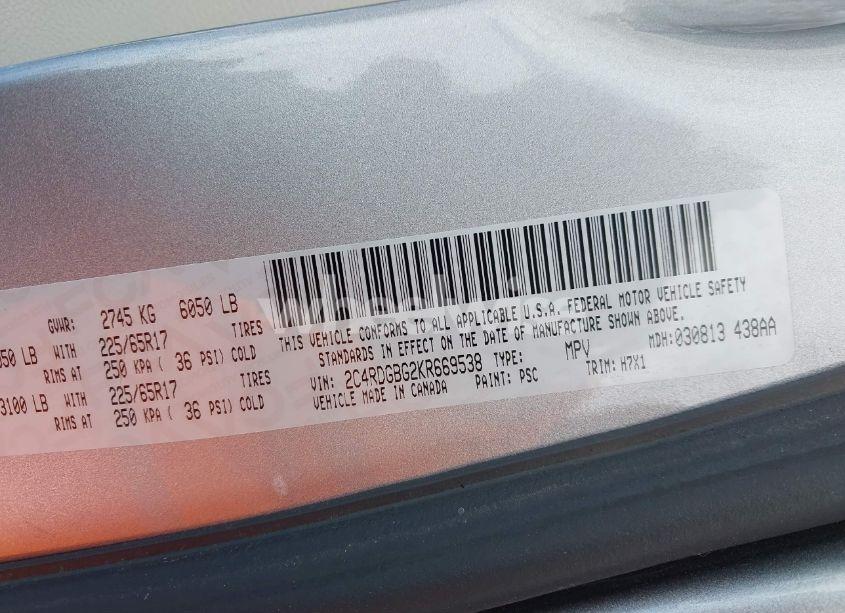 GVWR: 2745 KG 6050 LB
50 LB WITH 225/65R17 TIRES
RIMS AT 250 KPA ( 36 PSI) COLD
3100 LB WITH 225/65R17 TIRES
RIMS AT 250 KPA ( 36 PSI) COLD
THIS VEHICLE CONFORMS TO ALL APPLICABLE U.S.A. FEDERAL MOTOR VEHICLE SAFETY
STANDARDS IN EFFECT ON THE DATE OF MANUFACTURE SHOWN ABOVE.
VIN: 2C4RDGBG2KR669538 TYPE: MPV MDH: 030813 438AA
VEHICLE MADE IN CANADA PAINT: PSC TRIM: H7X1